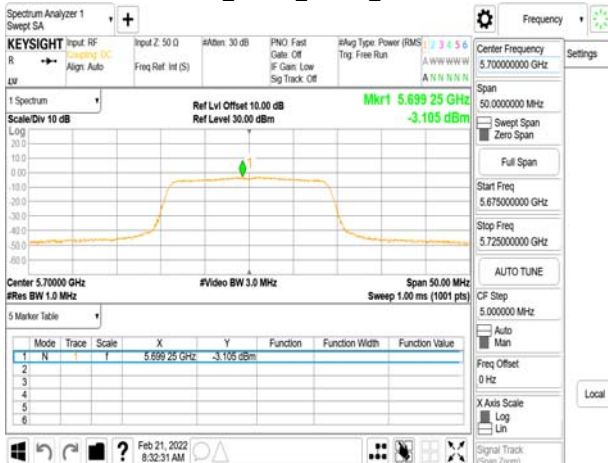 Spectrum Analyzer 1
Swept SA
Frequency
KEYSIGHT
R
Input: RF
Coupling: DC
Align: Auto
Input Z: 50 Ω
Freq Ref: Int (S)
#Atten: 30 dB
PNO: Fast
Gate: Off
IF Gain: Low
Sig Track: Off
#Avg Type: Power (RMS
Trig: Free Run
1 2 3 4 5 6
A W W W W W
A N N N N N
Center Frequency
5.700000000 GHz
Settings
Span
50.0000000 MHz
Swept Span
Zero Span
Full Span
Start Freq
5.675000000 GHz
Stop Freq
5.725000000 GHz
AUTO TUNE
CF Step
5.000000 MHz
Auto
Man
Freq Offset
0 Hz
X Axis Scale
Log
Lin
Local
Signal Track
(Span Zoom)
1 Spectrum
Scale/Div 10 dB
Ref Lvl Offset 10.00 dB
Ref Level 30.00 dBm
Mkr1 5.699 25 GHz
-3.105 dBm
Log
20.0
10.0
0.00
-10.0
-20.0
-30.0
-40.0
-50.0
-60.0
1
Center 5.70000 GHz
#Res BW 1.0 MHz
#Video BW 3.0 MHz
Span 50.00 MHz
Sweep 1.00 ms (1001 pts)
5 Marker Table
Mode Trace Scale X Y Function Function Width Function Value
1 N 1 f 5.699 25 GHz -3.105 dBm
2
3
4
5
6
?
Feb 21, 2022
8:32:31 AM